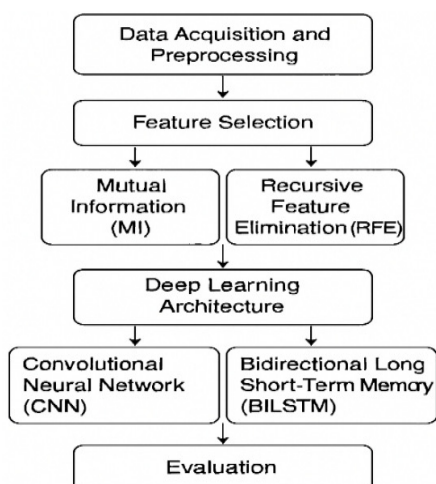 Data Acquisition and
Preprocessing
Feature Selection
Mutual
Information
(MI)
Recursive
Feature
Elimination (RFE)
Deep Learning
Architecture
Convolutional
Neural Network
(CNN)
Bidirectional Long
Short-Term Memory
(BILSTM)
Evaluation